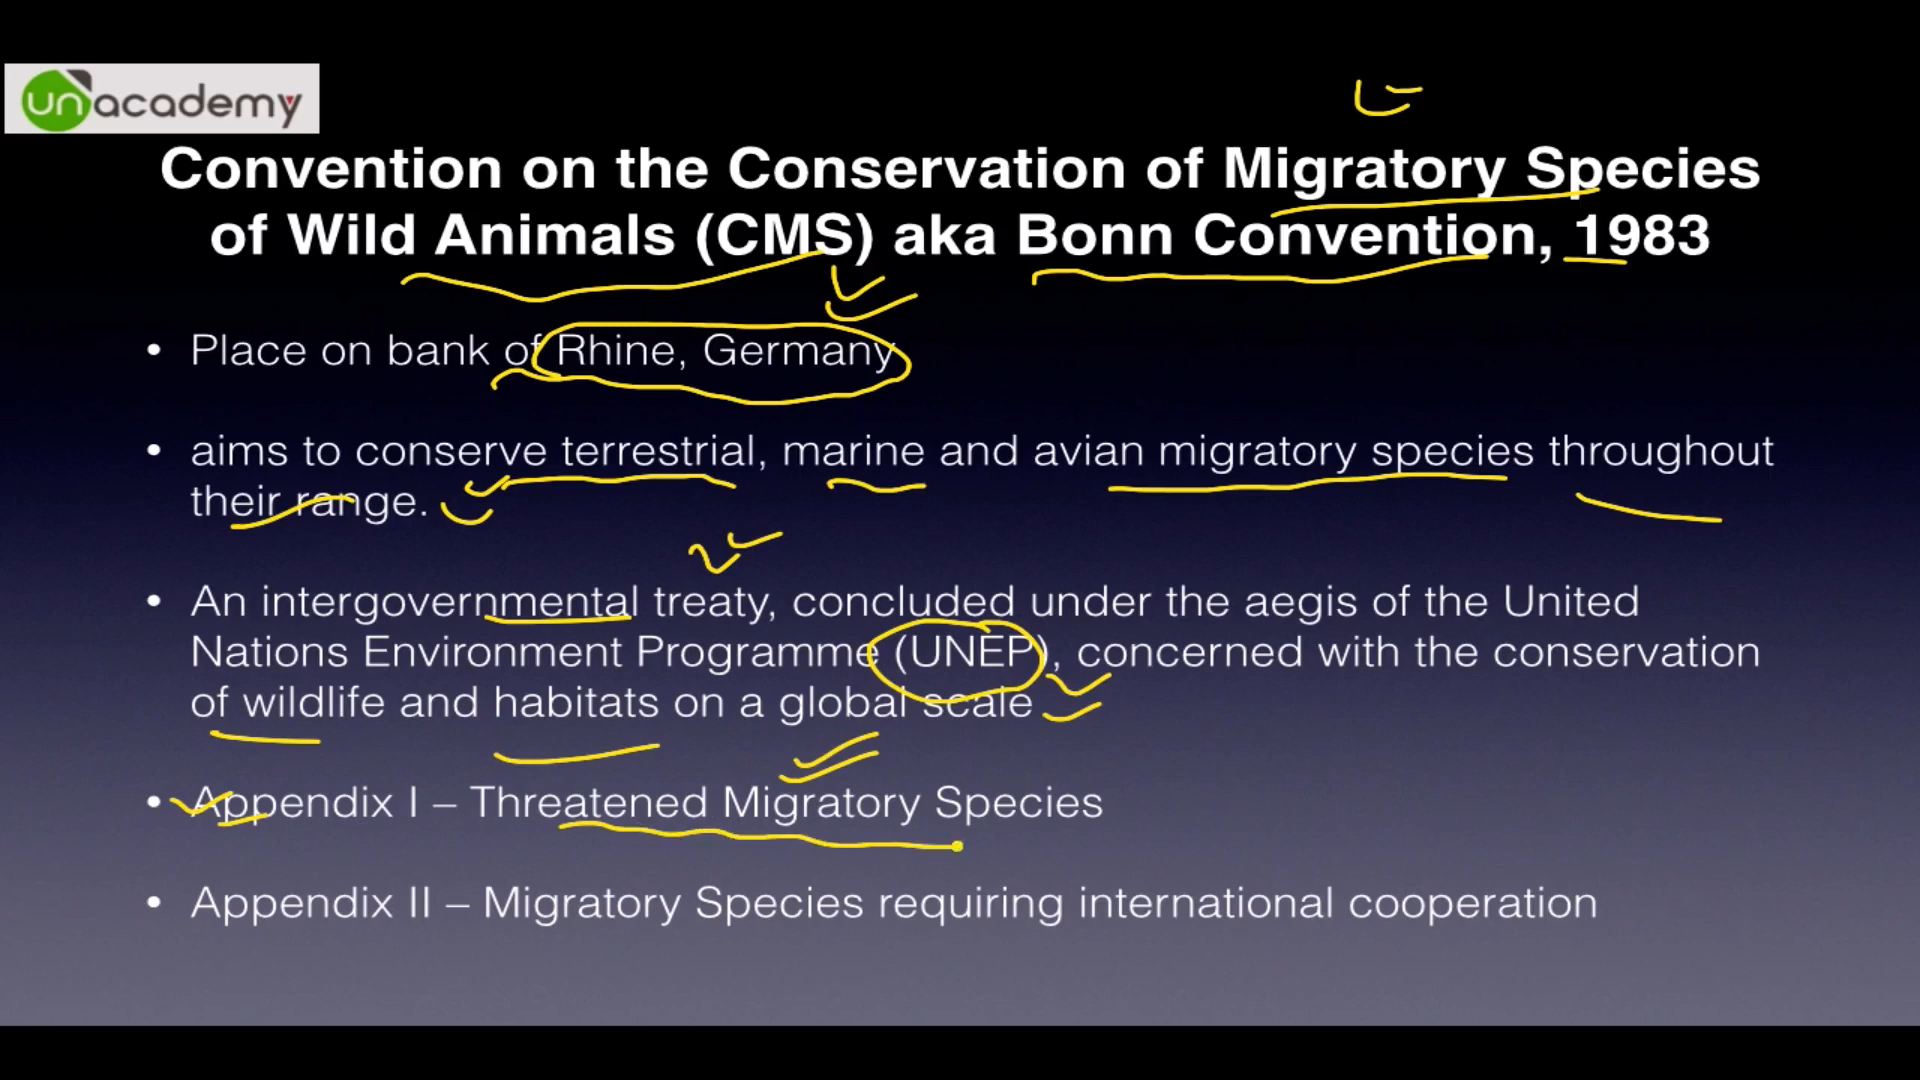 unacademy
Convention on the Conservation of Migratory Species
of Wild Animals (CMS) aka Bonn Convention, 1983
• Place on bank of Rhine, Germany
• aims to conserve terrestrial, marine and avian migratory species throughout
their range.
• An intergovernmental treaty, concluded under the aegis of the United
Nations Environment Programme (UNEP), concerned with the conservation
of wildlife and habitats on a global scale
• Appendix I – Threatened Migratory Species
• Appendix II – Migratory Species requiring international cooperation